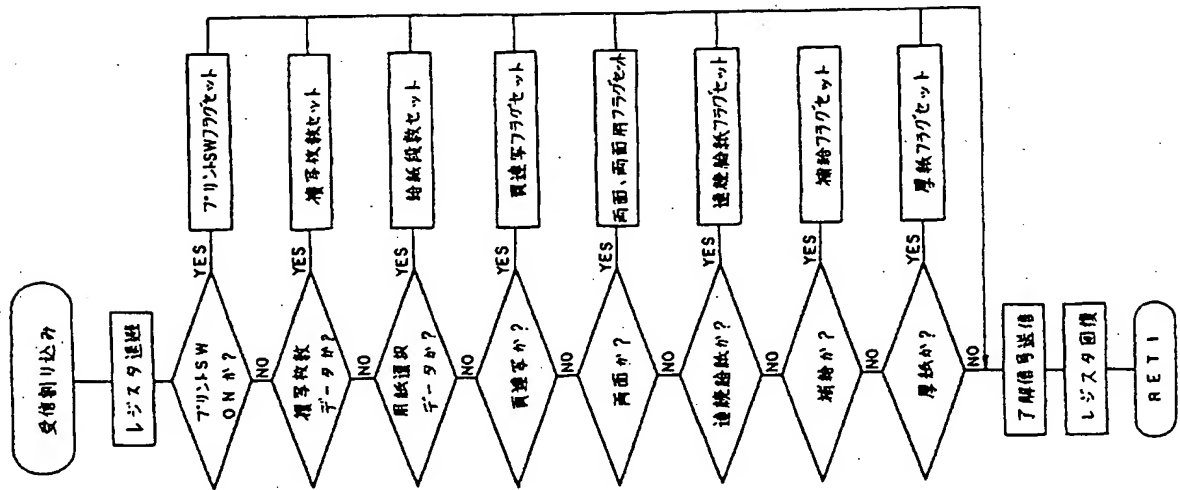 受信割り込み
レジスタ退避
プリントSW
ONか?
YES
プリントSWフラグセット
NO
複写枚数
データか?
YES
複写枚数セット
NO
用紙選択
データか?
YES
給紙段数セット
NO
頁連写か?
YES
頁連写フラグセット
NO
両面か?
YES
両面、両面用フラグセット
NO
連続給紙か?
YES
連続給紙フラグセット
NO
補給か?
YES
補給フラグセット
NO
厚紙か?
YES
厚紙フラグセット
NO
了解信号送信
レジスタ回復
RETI